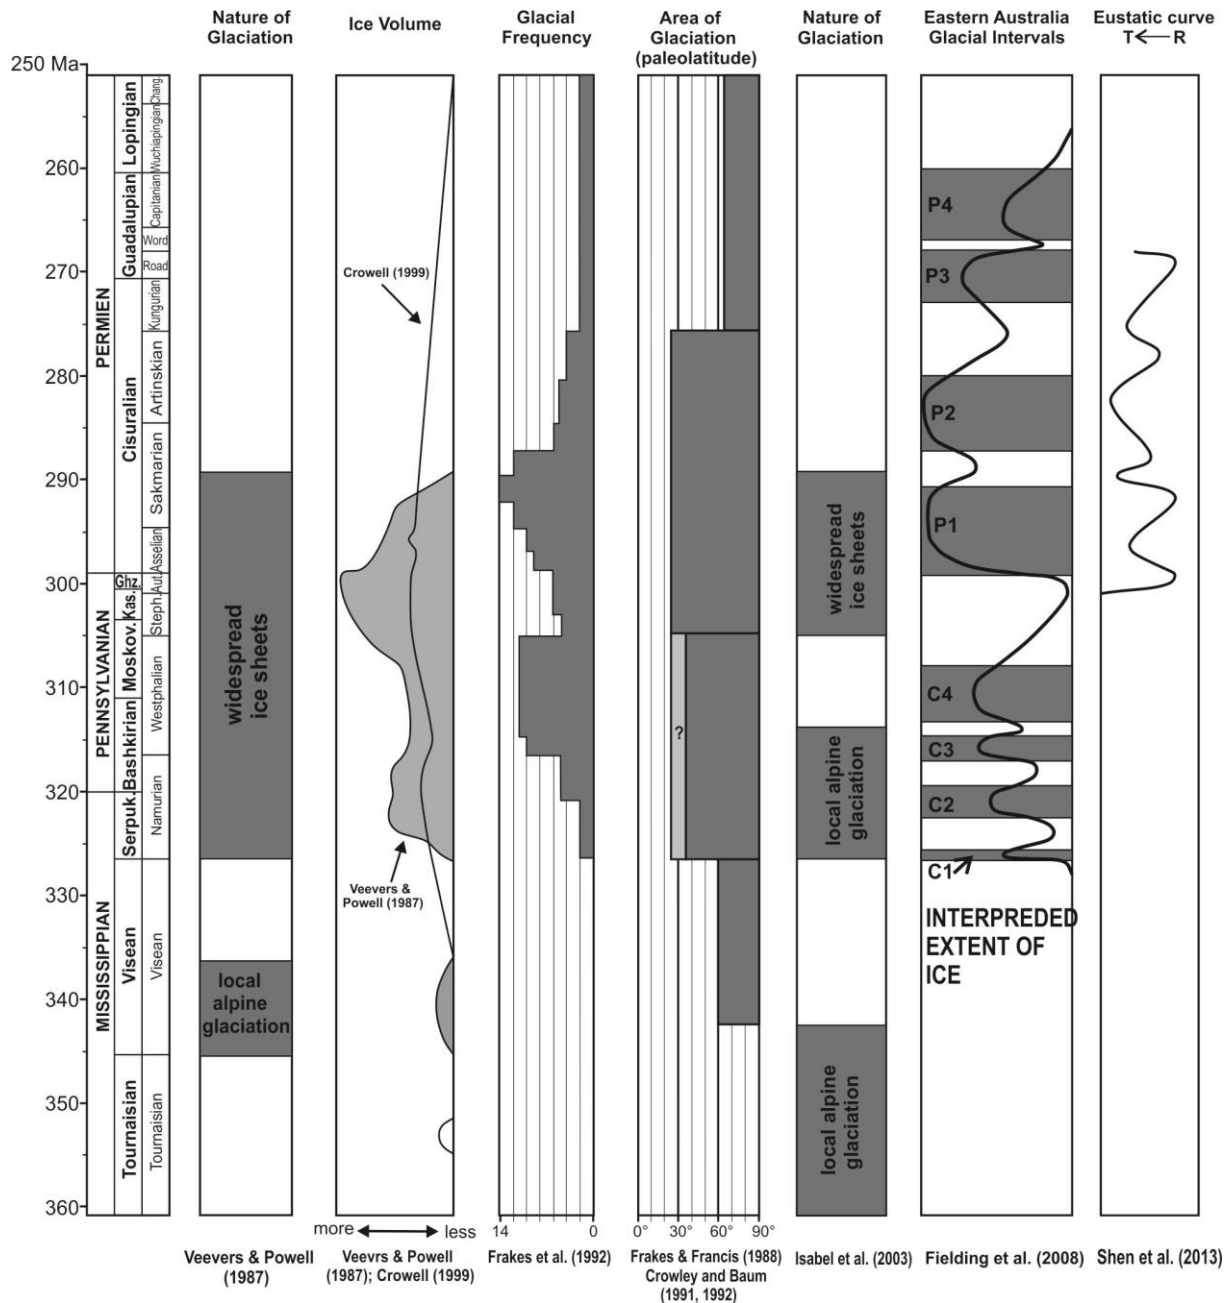 Nature of
Glaciation
Ice Volume
Glacial
Frequency
Area of
Glaciation
(paleolatitude)
Nature of
Glaciation
Eastern Australia
Glacial Intervals
Eustatic curve
T ← R
250 Ma
260
270
280
290
300
310
320
330
340
350
360
PERMIEN
PENNSYLVANIAN
MISSISSIPPIAN
Lopingian
Guadalupian
Cisuralian
Ghz.
Kas.
Moskov.
Bashkirian
Serpuk.
Visean
Tournaisian
Chang.
Wuchiapingian
Capitanian
Word
Road
Kungurian
Artinskian
Sakmarian
Asselian
Aut.
Steph.
Westphalian
Namurian
Visean
Tournaisian
widespread
ice sheets
local
alpine
glaciation
Crowell (1999)
Veevers &
Powell (1987)
more ↔ less
14
0
?
0°
30°
60°
90°
widespread
ice sheets
local alpine
glaciation
local alpine
glaciation
P4
P3
P2
P1
C4
C3
C2
C1
INTERPREDED
EXTENT OF
ICE
Veevers & Powell
(1987)
Veevrs & Powell
(1987); Crowell (1999)
Frakes et al. (1992)
Frakes & Francis (1988)
Crowley and Baum
(1991, 1992)
Isabel et al. (2003)
Fielding et al. (2008)
Shen et al. (2013)